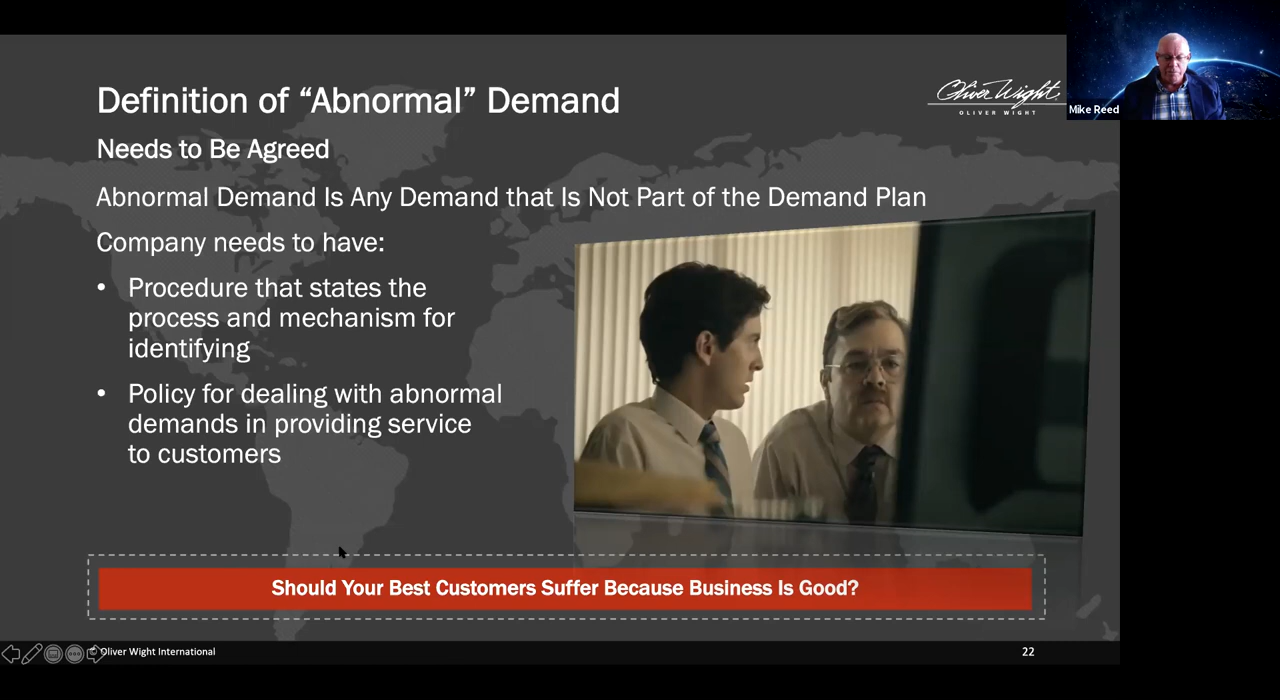 Definition of “Abnormal” Demand
Oliver Wight
OLIVER WIGHT
Mike Reed
Needs to Be Agreed
Abnormal Demand Is Any Demand that Is Not Part of the Demand Plan
Company needs to have:
• Procedure that states the
process and mechanism for
identifying
• Policy for dealing with abnormal
demands in providing service
to customers
Should Your Best Customers Suffer Because Business Is Good?
© Oliver Wight International
22